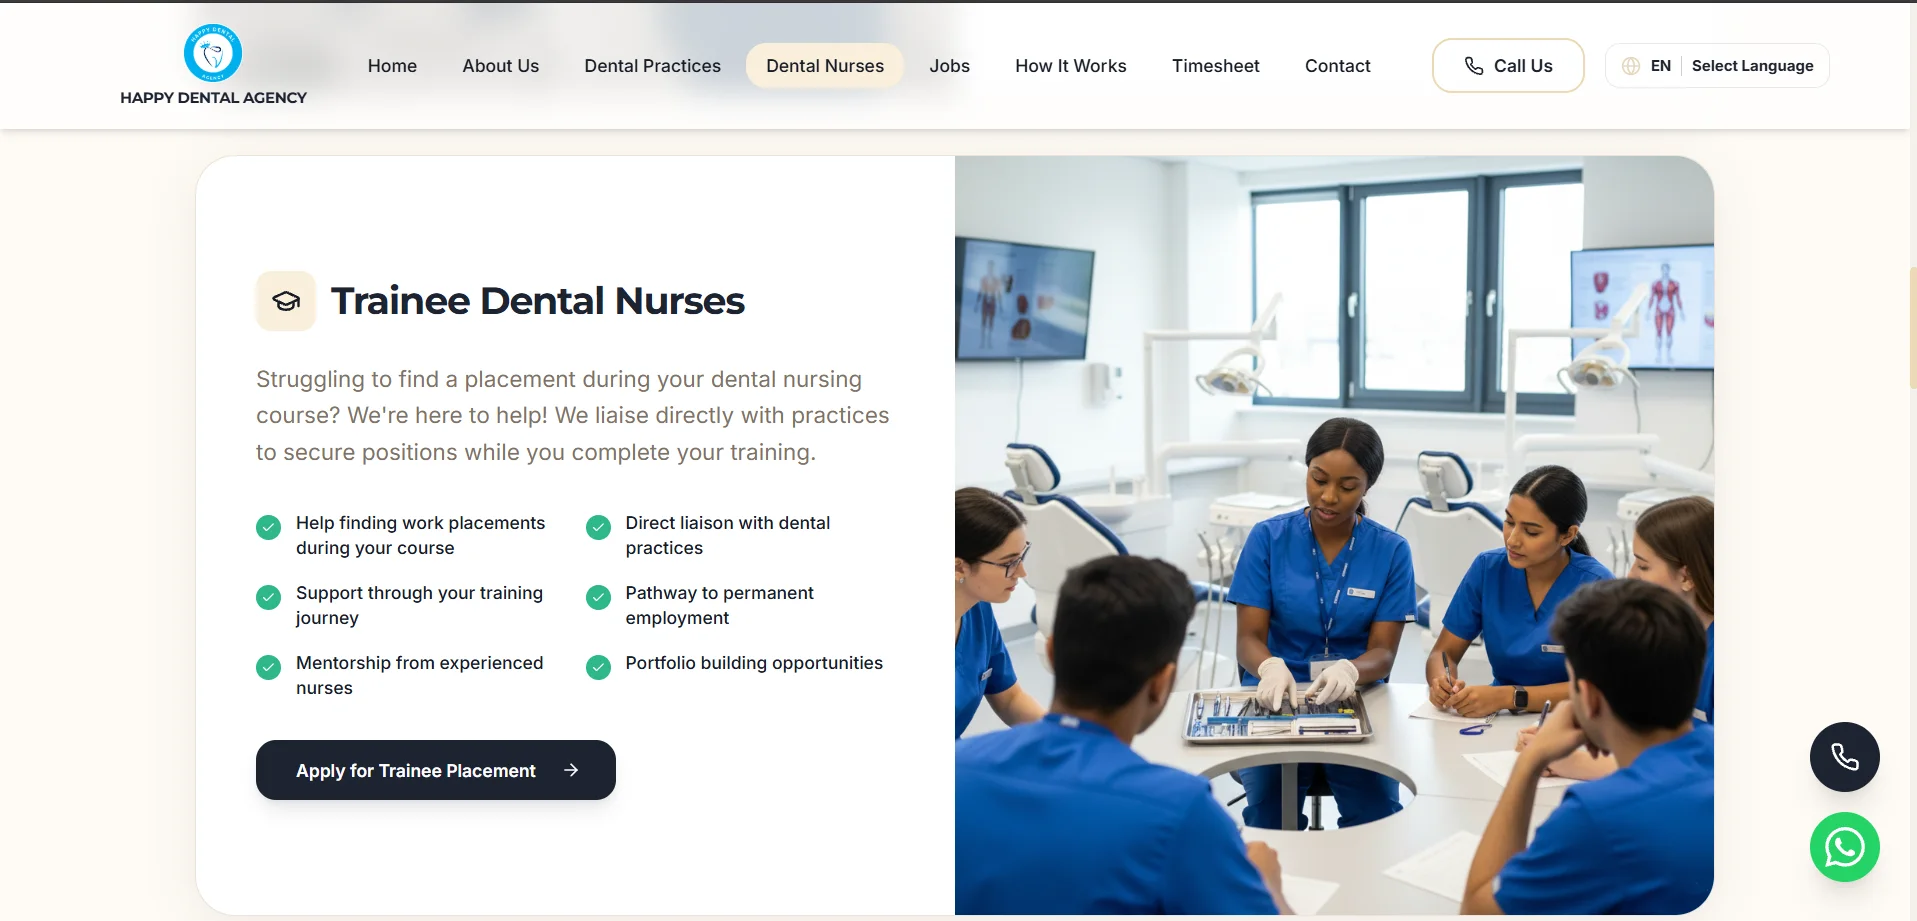 HAPPY DENTAL
AGENCY
HAPPY DENTAL AGENCY
Home
About Us
Dental Practices
Dental Nurses
Jobs
How It Works
Timesheet
Contact
Call Us
EN
Select Language
Trainee Dental Nurses
Struggling to find a placement during your dental nursing
course? We're here to help! We liaise directly with practices
to secure positions while you complete your training.
Help finding work placements
during your course
Direct liaison with dental
practices
Support through your training
journey
Pathway to permanent
employment
Mentorship from experienced
nurses
Portfolio building opportunities
Apply for Trainee Placement